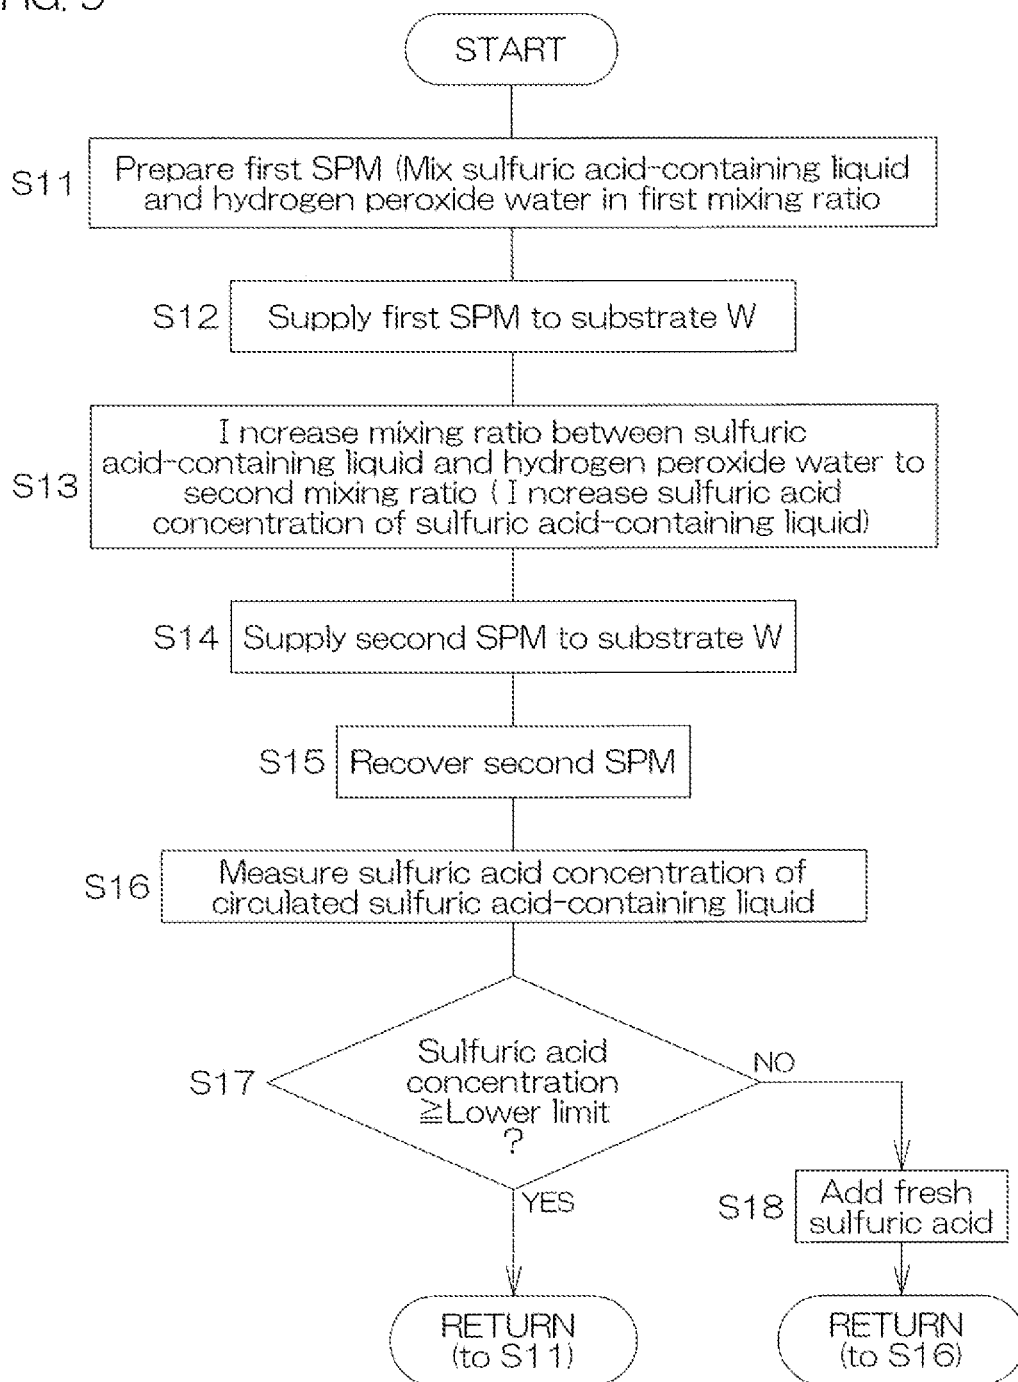 FIG. 9
START
S11
Prepare first SPM (Mix sulfuric acid-containing liquid
and hydrogen peroxide water in first mixing ratio
S12
Supply first SPM to substrate W
S13
Increase mixing ratio between sulfuric
acid-containing liquid and hydrogen peroxide water to
second mixing ratio (Increase sulfuric acid
concentration of sulfuric acid-containing liquid)
S14
Supply second SPM to substrate W
S15
Recover second SPM
S16
Measure sulfuric acid concentration of
circulated sulfuric acid-containing liquid
S17
Sulfuric acid
concentration
≧Lower limit
?
NO
YES
S18
Add fresh
sulfuric acid
RETURN
(to S11)
RETURN
(to S16)